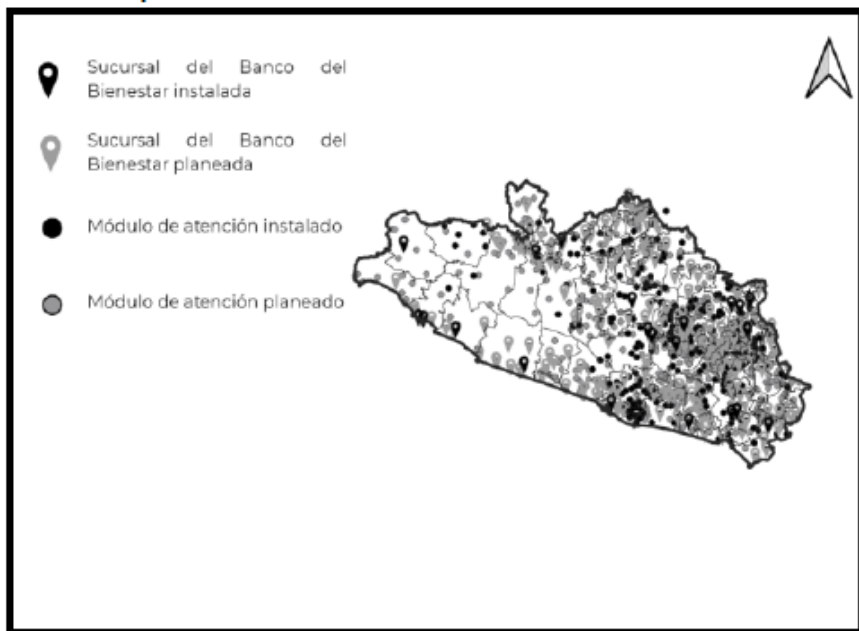 Sucursal del Banco del
Bienestar instalada
Sucursal del Banco del
Bienestar planeada
Módulo de atención instalado
Módulo de atención planeado